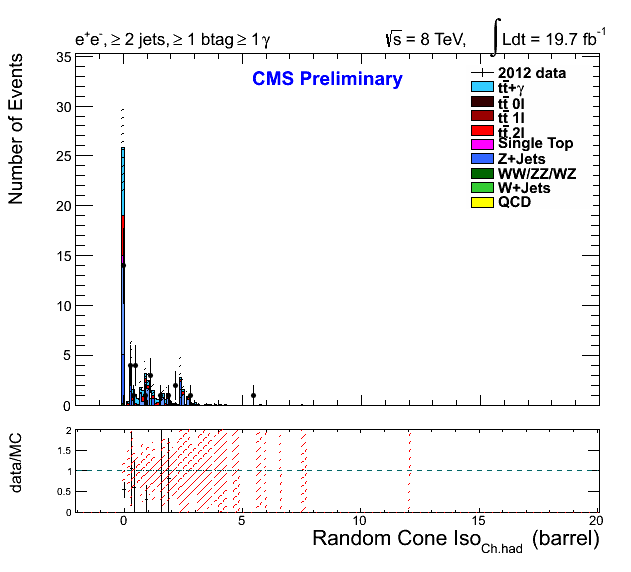 e+e-, ≥ 2 jets, ≥ 1 btag ≥ 1 γ
√s = 8 TeV, ∫ Ldt = 19.7 fb-1
CMS Preliminary
2012 data
tt̄+γ
tt̄ 0l
tt̄ 1l
tt̄ 2l
Single Top
Z+Jets
WW/ZZ/WZ
W+Jets
QCD
Number of Events
35
30
25
20
15
10
5
0
data/MC
2
1.5
1
0.5
0
0 5 10 15 20
Random Cone IsoCh.had (barrel)